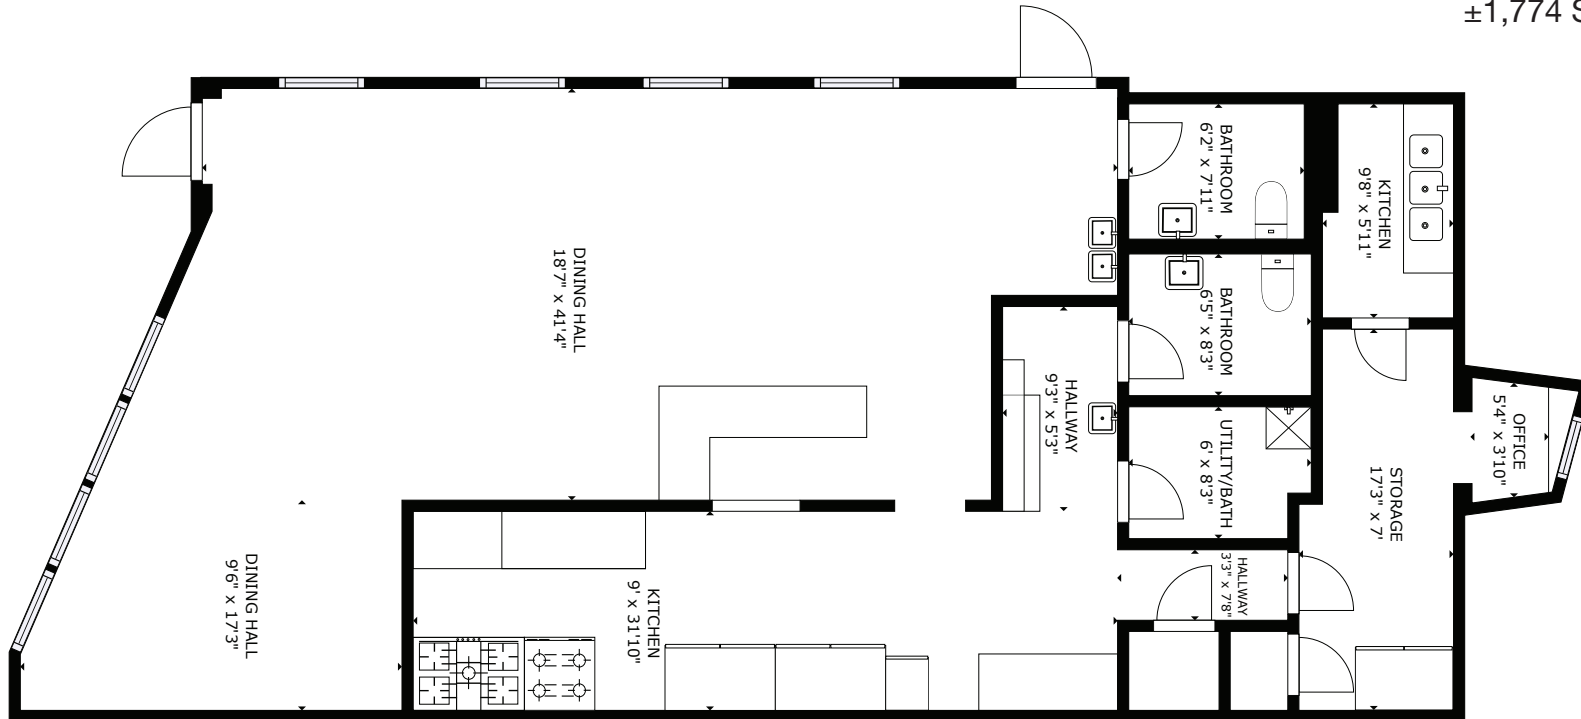 ±1,774 S
BATHROOM
6'2" x 7'11"
KITCHEN
9'8" x 5'11"
DINING HALL
18'7" x 41'4"
BATHROOM
6'5" x 8'3"
HALLWAY
9'3" x 5'3"
UTILITY/BATH
6' x 8'3"
OFFICE
5'4" x 3'10"
STORAGE
17'3" x 7'
DINING HALL
9'6" x 17'3"
KITCHEN
9' x 31'10"
HALLWAY
3'3" x 7'8"